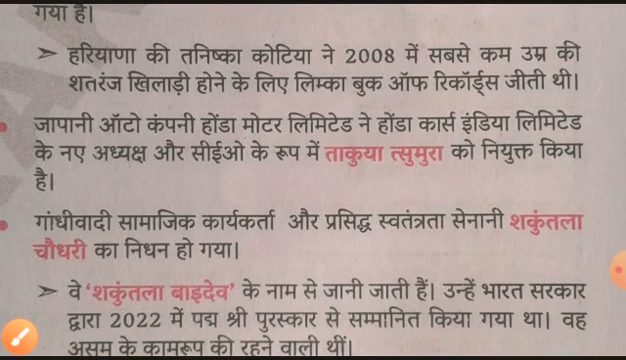 गया है।
➢ हरियाणा की तनिष्का कोटिया ने 2008 में सबसे कम उम्र की
शतरंज खिलाड़ी होने के लिए लिम्का बुक ऑफ रिकॉर्ड्स जीती थी।
जापानी ऑटो कंपनी होंडा मोटर लिमिटेड ने होंडा कार्स इंडिया लिमिटेड
के नए अध्यक्ष और सीईओ के रूप में ताकुया त्सुमुरा को नियुक्त किया
है।
गांधीवादी सामाजिक कार्यकर्ता और प्रसिद्ध स्वतंत्रता सेनानी शकुंतला
चौधरी का निधन हो गया।
➢ वे ‘शकुंतला बाइदेव’ के नाम से जानी जाती हैं। उन्हें भारत सरकार
द्वारा 2022 में पद्म श्री पुरस्कार से सम्मानित किया गया था। वह
असम के कामरूप की रहने वाली थीं।